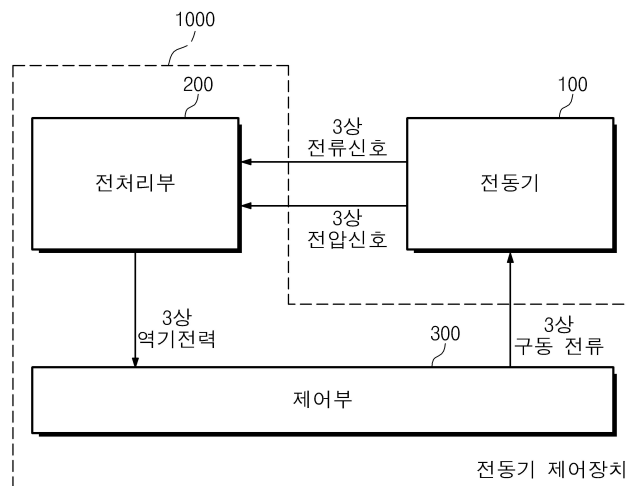 1000
200
100
전처리부
3상
전류신호
3상
전압신호
전동기
3상
역기전력
300
3상
구동 전류
제어부
전동기 제어장치